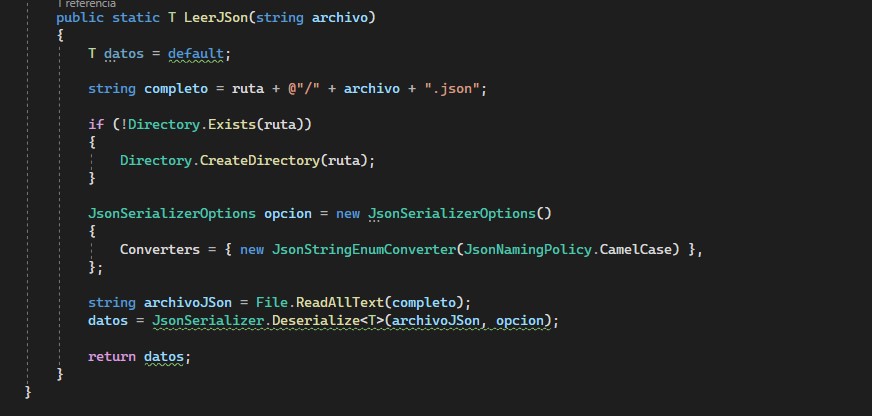 1 referencia
public static T LeerJSon(string archivo)
{
T datos = default;
string completo = ruta + @"/" + archivo + ".json";
if (!Directory.Exists(ruta))
{
Directory.CreateDirectory(ruta);
}
JsonSerializerOptions opcion = new JsonSerializerOptions()
{
Converters = { new JsonStringEnumConverter(JsonNamingPolicy.CamelCase) },
};
string archivoJSon = File.ReadAllText(completo);
datos = JsonSerializer.Deserialize<T>(archivoJSon, opcion);
return datos;
}
}